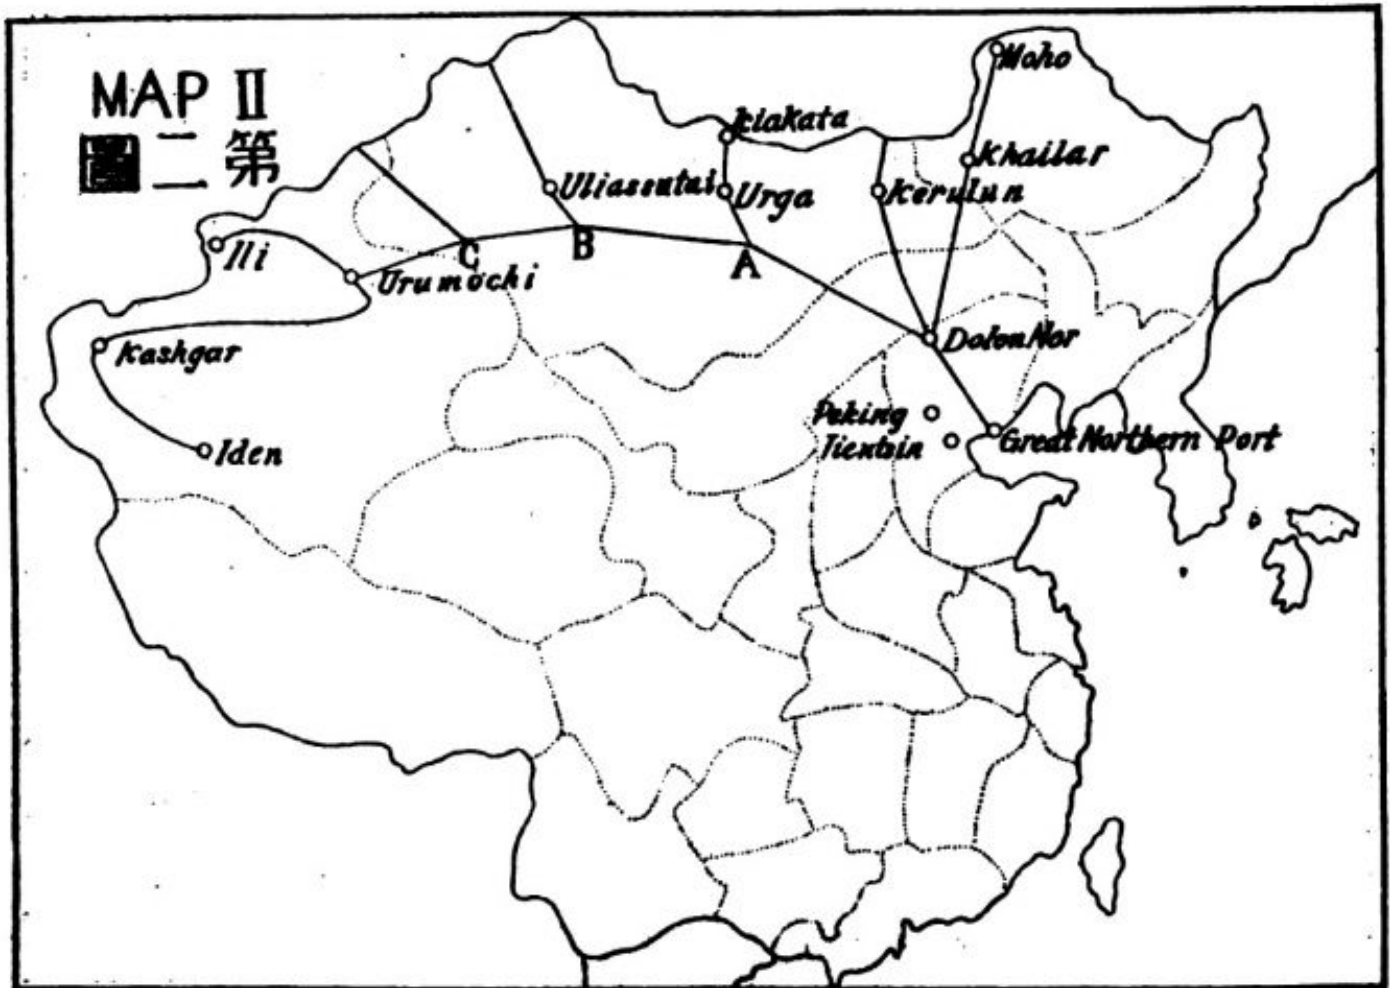 MAP II
圖二第
Moho
Kiakata
Khailar
Uliassutai
Urga
Kerulun
Ili
C
B
A
Urumochi
Kashgar
Dolon Nor
Peking
Tientsin
Great Northern Port
Iden